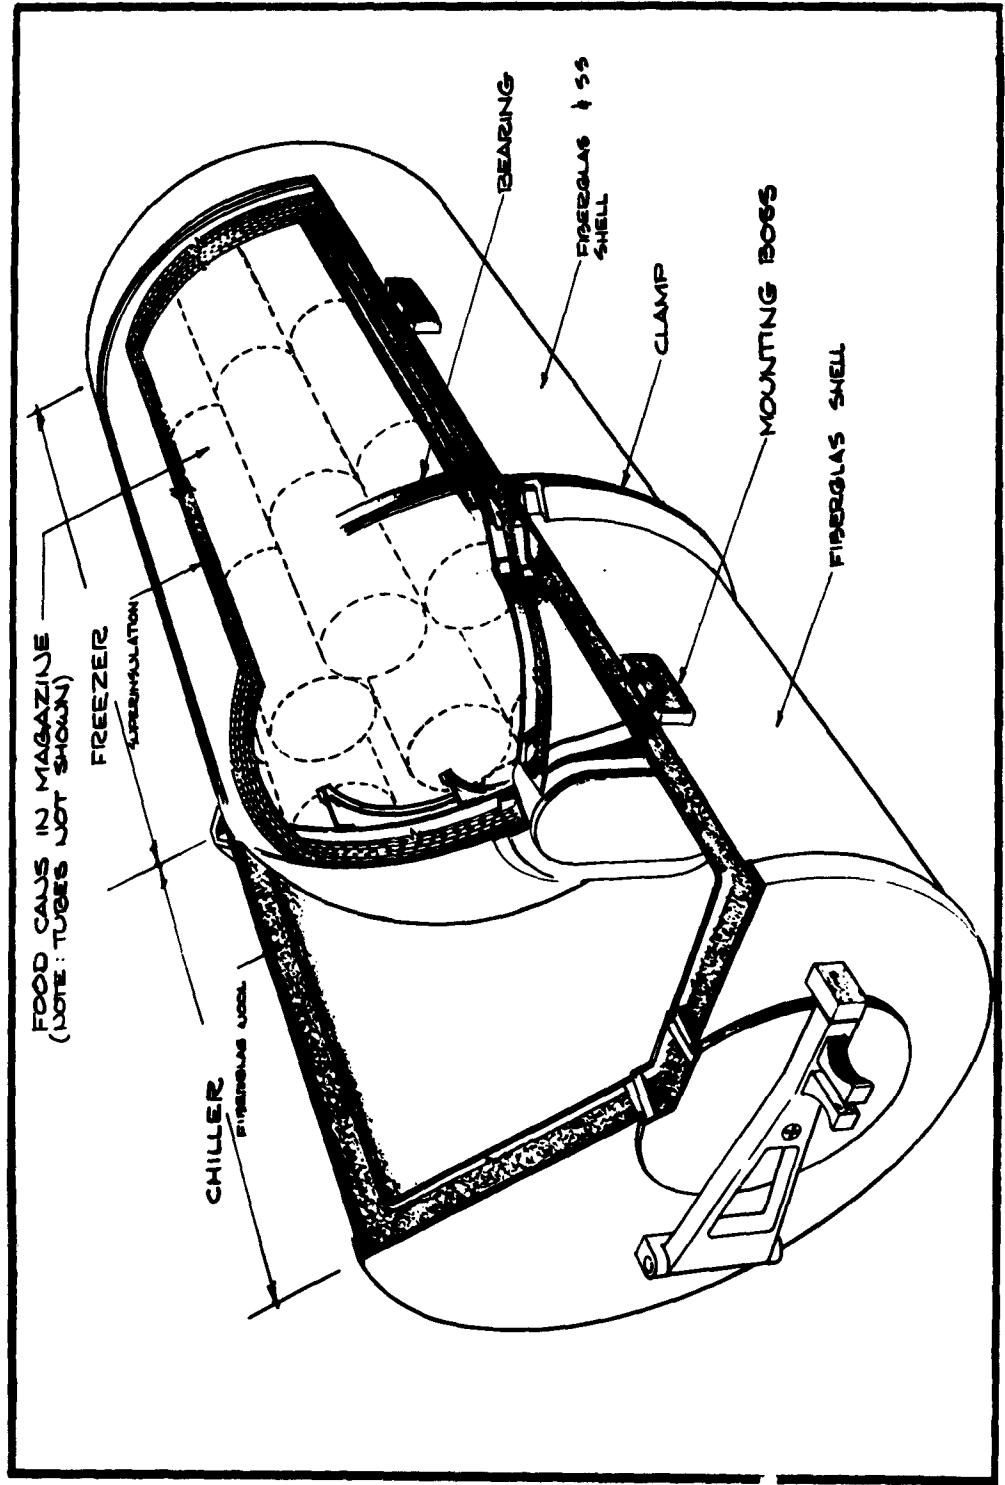 FOOD CANS IN MAGAZINE
(NOTE: TUBES NOT SHOWN)
FREEZER
SUPERINSULATION
CHILLER
FIBERGLAS WOOL
BEARING
FIBERGLAS & SS
SHELL
CLAMP
MOUNTING BOSS
FIBERGLAS SHELL